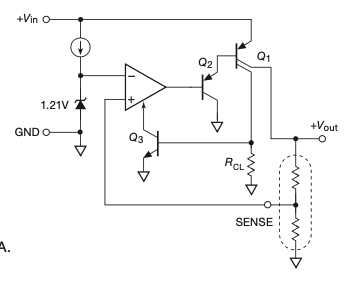 +Vin
Q1
Q2
−
+
1.21V
+Vout
GND
Q3
RCL
SENSE
A.